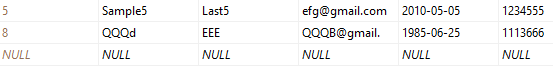 5 Sample5 Last5 efg@gmail.com 2010-05-05 1234555
8 QQQd EEE QQQB@gmail. 1985-06-25 1113666
NULL NULL NULL NULL NULL NULL